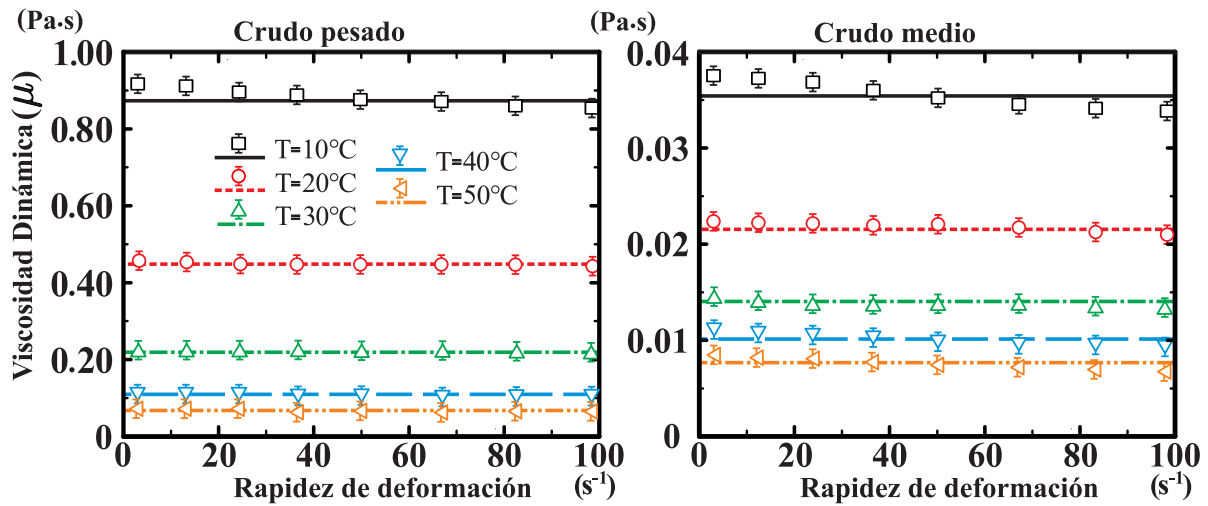 (Pa·s)
Crudo pesado
1.00
0.80
0.60
0.40
0.20
0
Viscosidad Dinámica (μ)
T=10°C
T=20°C
T=30°C
T=40°C
T=50°C
0 20 40 60 80 100
Rapidez de deformación (s⁻¹)
(Pa·s)
Crudo medio
0.04
0.03
0.02
0.01
0
0 20 40 60 80 100
Rapidez de deformación (s⁻¹)